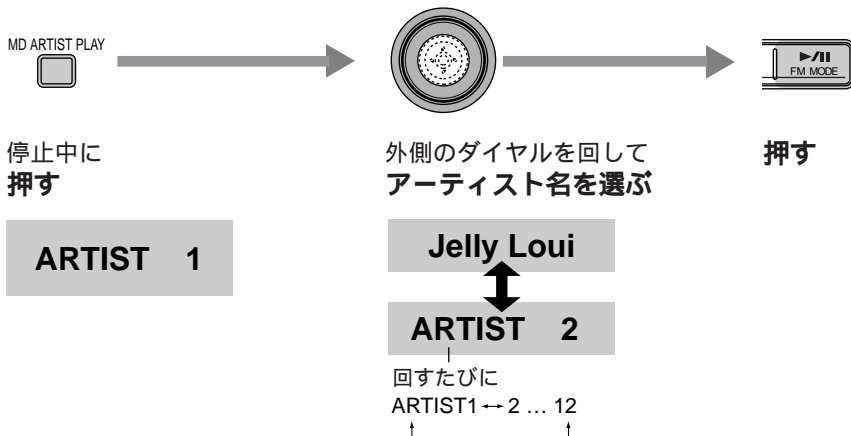 MD ARTIST PLAY
►/II
FM MODE
停止中に
押す
外側のダイヤルを回して
アーティスト名を選ぶ
押す
ARTIST 1
Jelly Loui
ARTIST 2
回すたびに
ARTIST1↔2 … 12